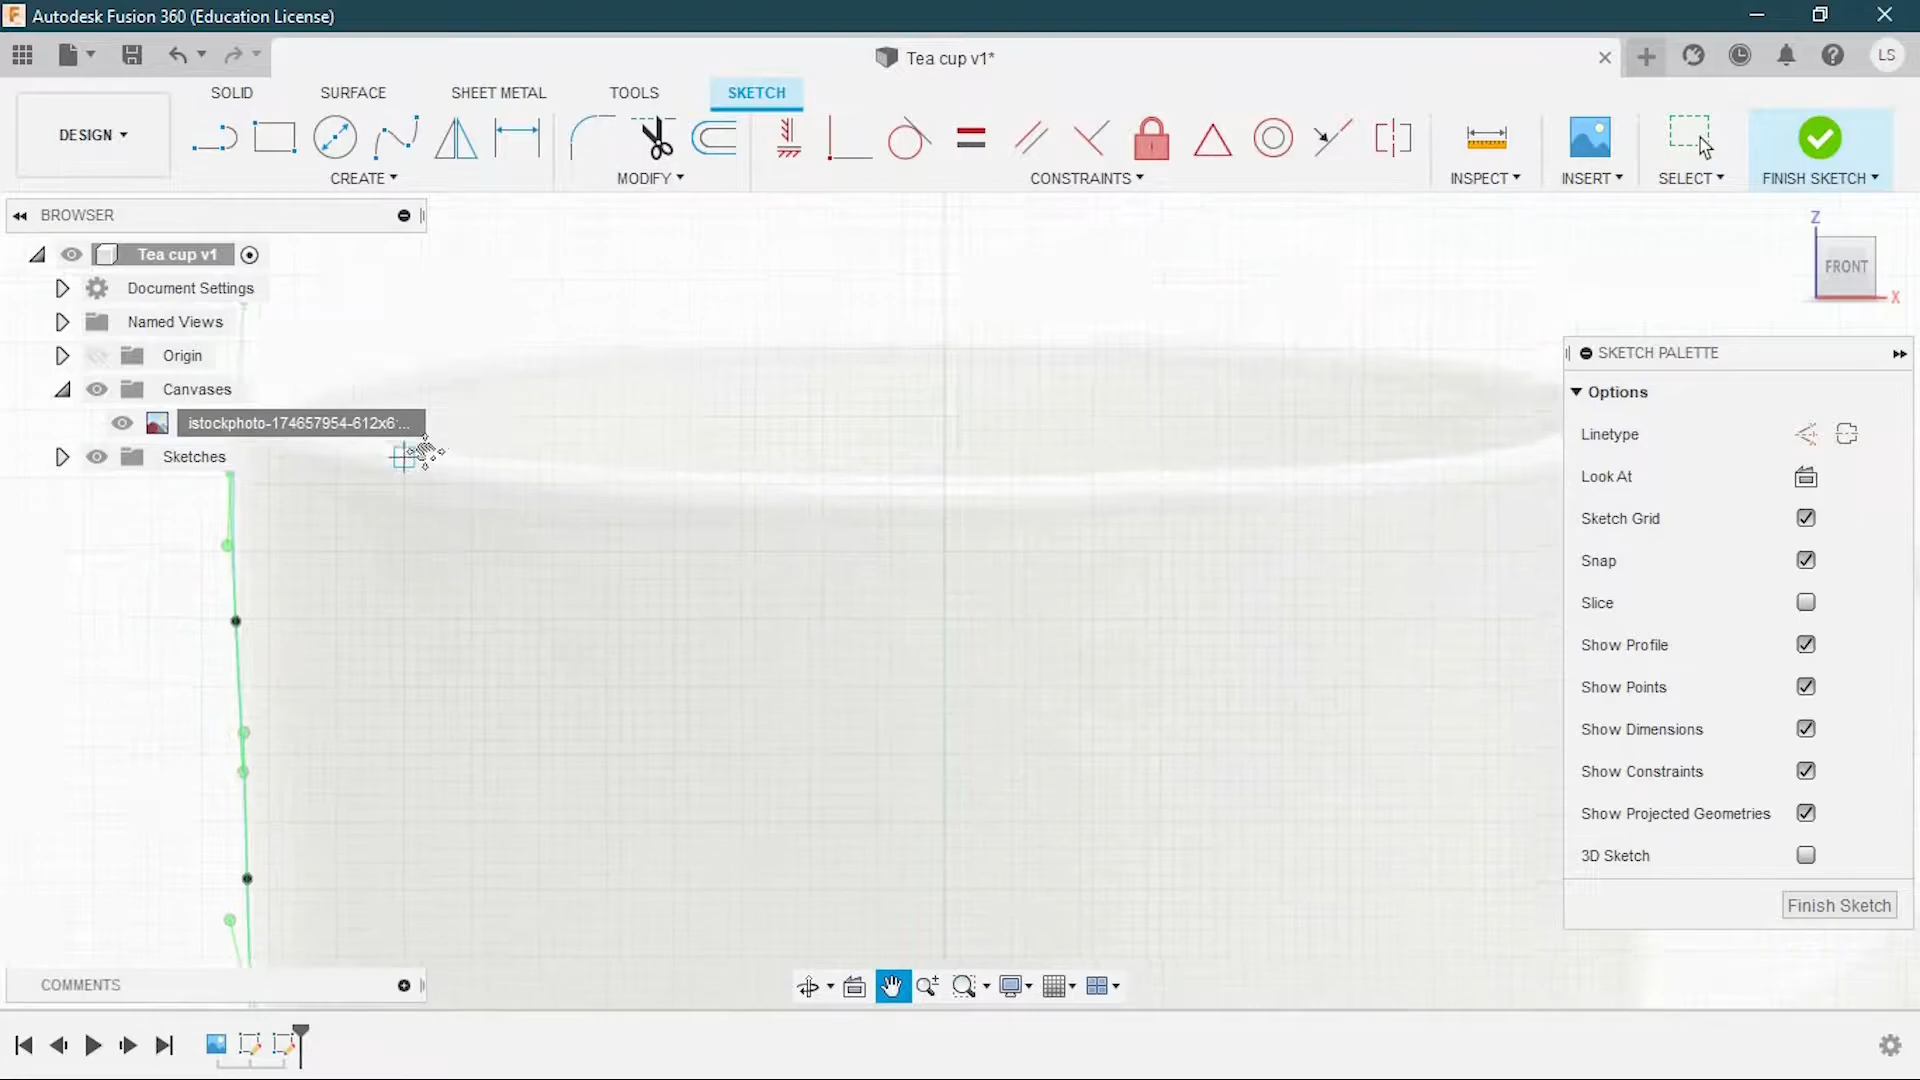 Autodesk Fusion 360 (Education License)
Tea cup v1*
LS
SOLID
SURFACE
SHEET METAL
TOOLS
SKETCH
DESIGN
CREATE
MODIFY
CONSTRAINTS
INSPECT
INSERT
SELECT
FINISH SKETCH
BROWSER
Tea cup v1
Document Settings
Named Views
Origin
Canvases
istockphoto-174657954-612x6...
Sketches
Z
FRONT
X
SKETCH PALETTE
Options
Linetype
Look At
Sketch Grid
Snap
Slice
Show Profile
Show Points
Show Dimensions
Show Constraints
Show Projected Geometries
3D Sketch
Finish Sketch
COMMENTS